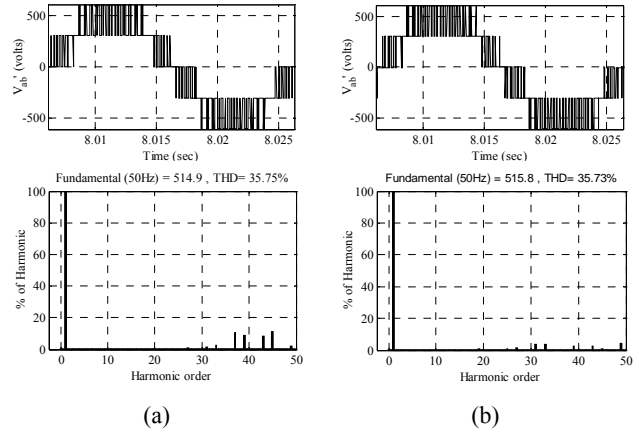 500
0
-500
V_ab' (volts)
8.01 8.015 8.02 8.025
Time (sec)
Fundamental (50Hz) = 514.9 , THD= 35.75%
100
80
60
40
20
0
% of Harmonic
0 10 20 30 40 50
Harmonic order
(a)
500
0
-500
V_ab' (volts)
8.01 8.015 8.02 8.025
Time (sec)
Fundamental (50Hz) = 515.8 , THD= 35.73%
100
80
60
40
20
0
% of Harmonic
0 10 20 30 40 50
Harmonic order
(b)